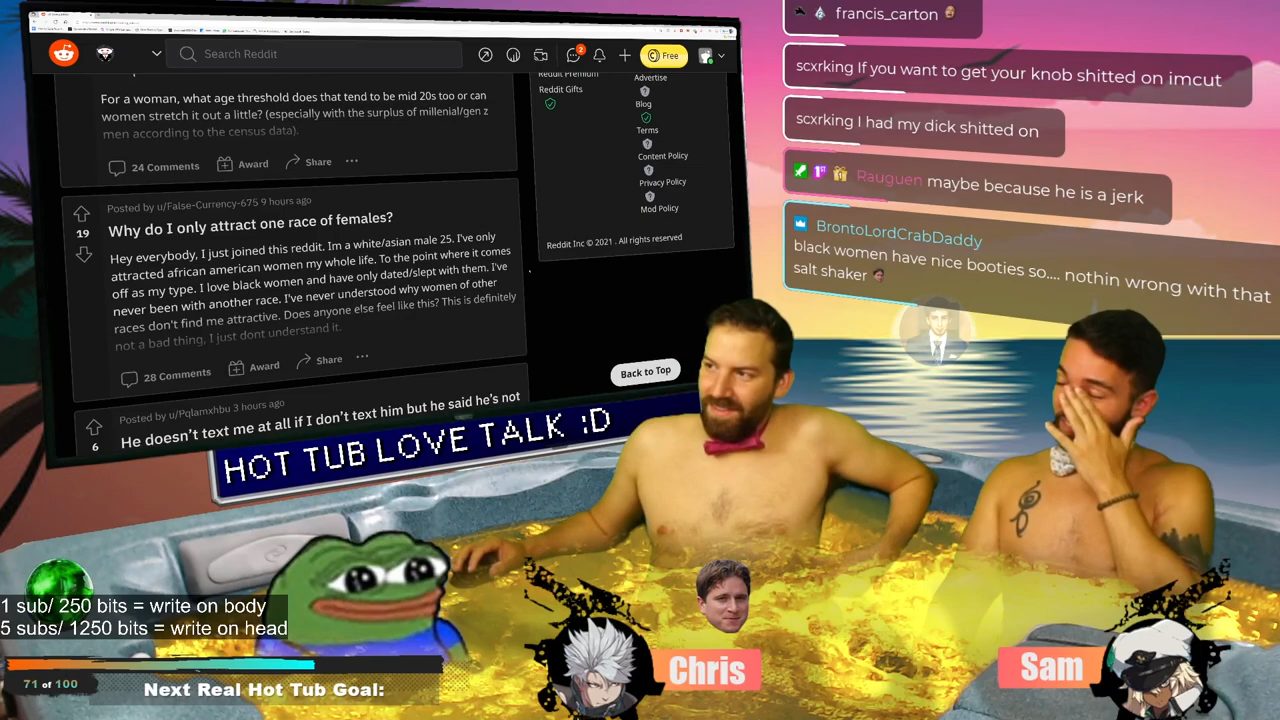 Search Reddit
2
Free
For a woman, what age threshold does that tend to be mid 20s too or can
women stretch it out a little? (especially with the surplus of millenial/gen z
men according to the census data).
24 Comments
Award
Share
Posted by u/False-Currency-675 9 hours ago
19
Why do I only attract one race of females?
Hey everybody, I just joined this reddit. Im a white/asian male 25. I've only
attracted african american women my whole life. To the point where it comes
off as my type. I love black women and have only dated/slept with them. I've
never been with another race. I've never understood why women of other
races don't find me attractive. Does anyone else feel like this? This is definitely
not a bad thing, I just dont understand it.
28 Comments
Award
Share
Posted by u/Pqlamxhbu 3 hours ago
6
He doesn't text me at all if I don't text him but he said he's not
Reddit Premium
Reddit Gifts
Advertise
Blog
Terms
Content Policy
Privacy Policy
Mod Policy
Reddit Inc © 2021 . All rights reserved
Back to Top
HOT TUB LOVE TALK :D
francis_carton
scxrking If you want to get your knob shitted on imcut
scxrking I had my dick shitted on
1ST
Rauguen maybe because he is a jerk
BrontoLordCrabDaddy
black women have nice booties so.... nothin wrong with that
salt shaker
1 sub/ 250 bits = write on body
5 subs/ 1250 bits = write on head
71 of 100
Next Real Hot Tub Goal:
Chris
Sam